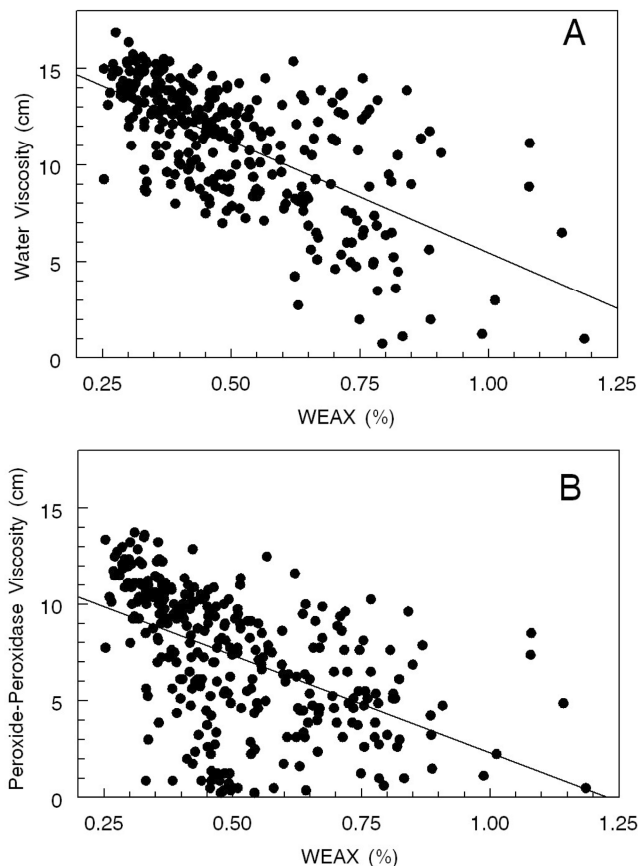 A
Water Viscosity (cm)
15
10
5
0
0.25 0.50 0.75 1.00 1.25
WEAX (%)
B
Peroxide-Peroxidase Viscosity (cm)
15
10
5
0
0.25 0.50 0.75 1.00 1.25
WEAX (%)